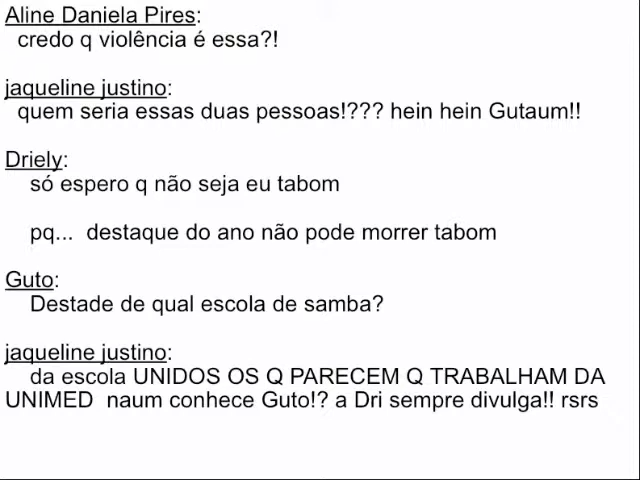 Aline Daniela Pires:
credo q violência é essa?!
jaqueline justino:
quem seria essas duas pessoas!??? hein hein Gutaum!!
Driely:
só espero q não seja eu tabom
pq... destaque do ano não pode morrer tabom
Guto:
Destade de qual escola de samba?
jaqueline justino:
da escola UNIDOS OS Q PARECEM Q TRABALHAM DA
UNIMED naum conhece Guto!? a Dri sempre divulga!! rsrs